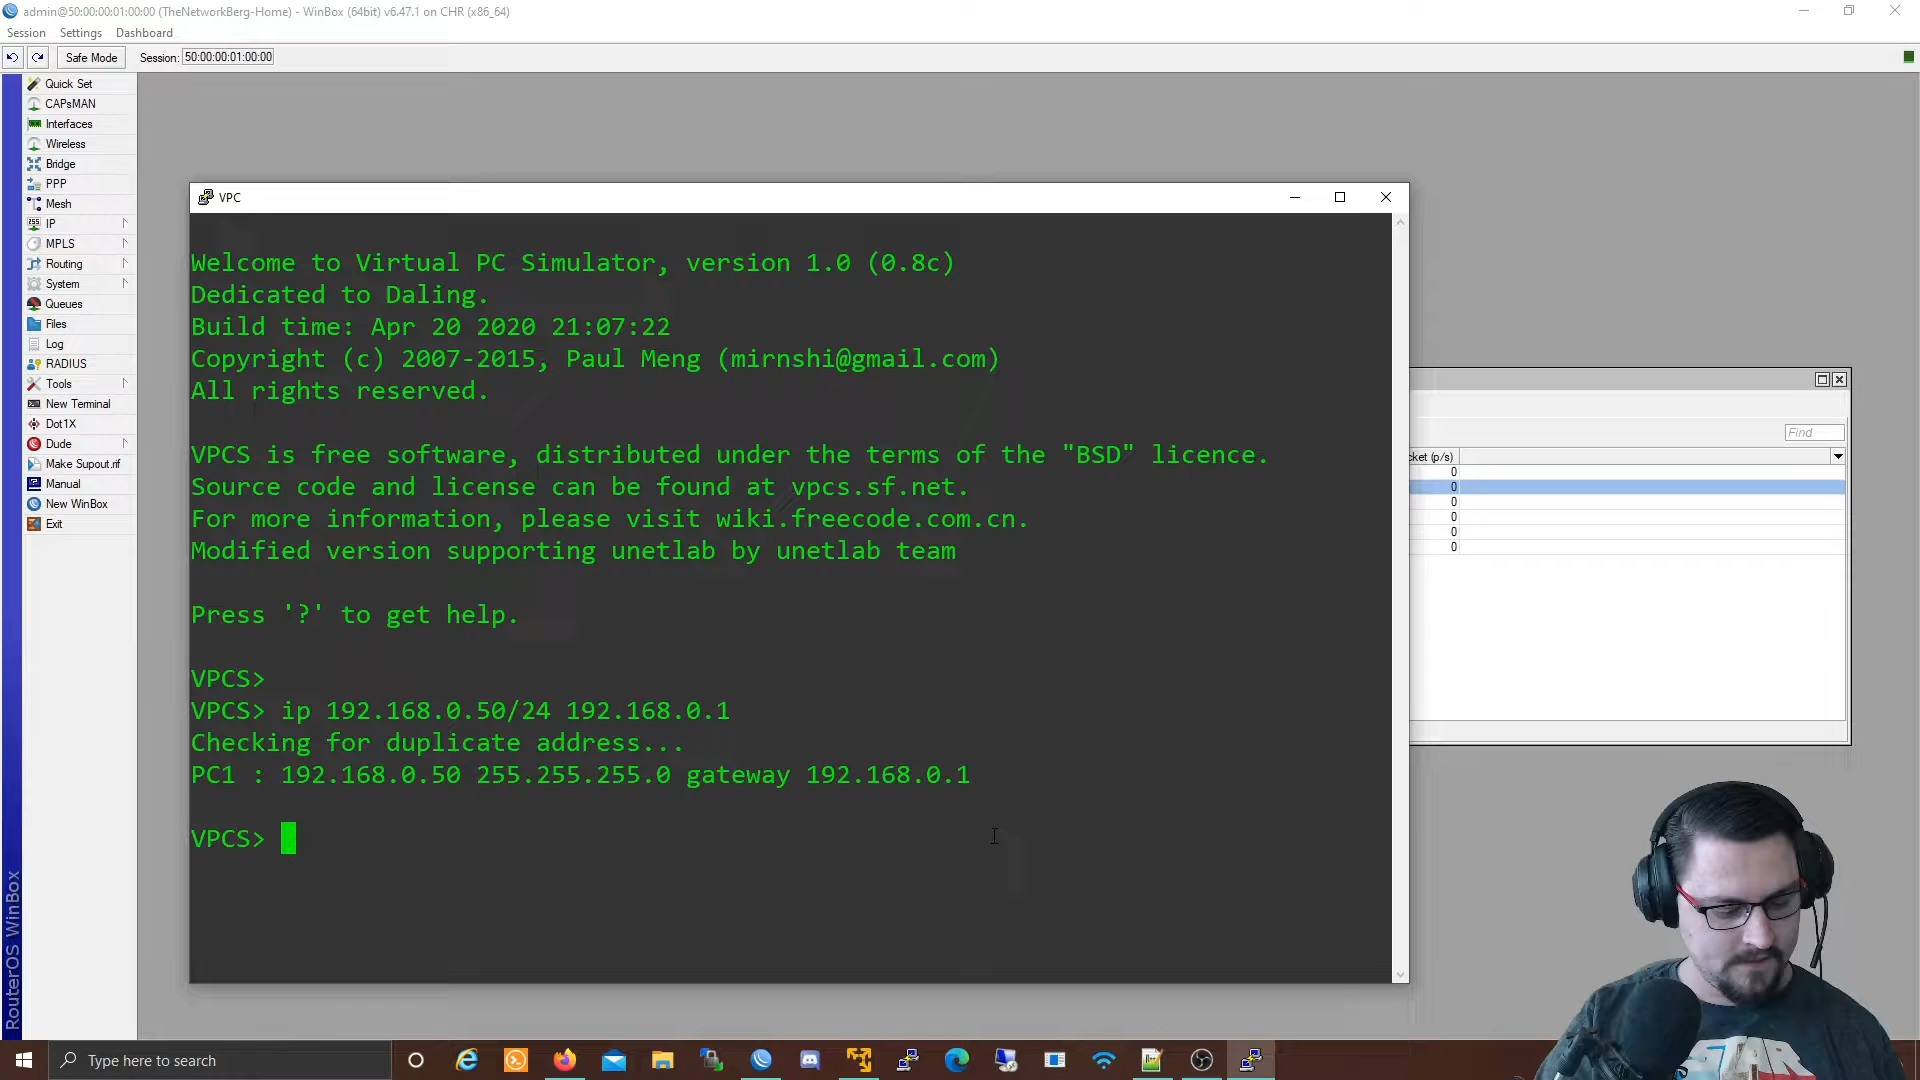 admin@50:00:00:01:00:00 (TheNetworkBerg-Home) - WinBox (64bit) v6.47.1 on CHR (x86_64)
Session Settings Dashboard
Safe Mode Session: 50:00:00:01:00:00
Quick Set
CAPsMAN
Interfaces
Wireless
Bridge
PPP
Mesh
IP
MPLS
Routing
System
Queues
Files
Log
RADIUS
Tools
New Terminal
Dot1X
Dude
Make Supout.rif
Manual
New WinBox
Exit
RouterOS WinBox
VPC
Welcome to Virtual PC Simulator, version 1.0 (0.8c)
Dedicated to Daling.
Build time: Apr 20 2020 21:07:22
Copyright (c) 2007-2015, Paul Meng (mirnshi@gmail.com)
All rights reserved.
VPCS is free software, distributed under the terms of the "BSD" licence.
Source code and license can be found at vpcs.sf.net.
For more information, please visit wiki.freecode.com.cn.
Modified version supporting unetlab by unetlab team
Press '?' to get help.
VPCS>
VPCS> ip 192.168.0.50/24 192.168.0.1
Checking for duplicate address...
PC1 : 192.168.0.50 255.255.255.0 gateway 192.168.0.1
VPCS>
Find
cket (p/s)
0
0
0
0
0
0
Type here to search